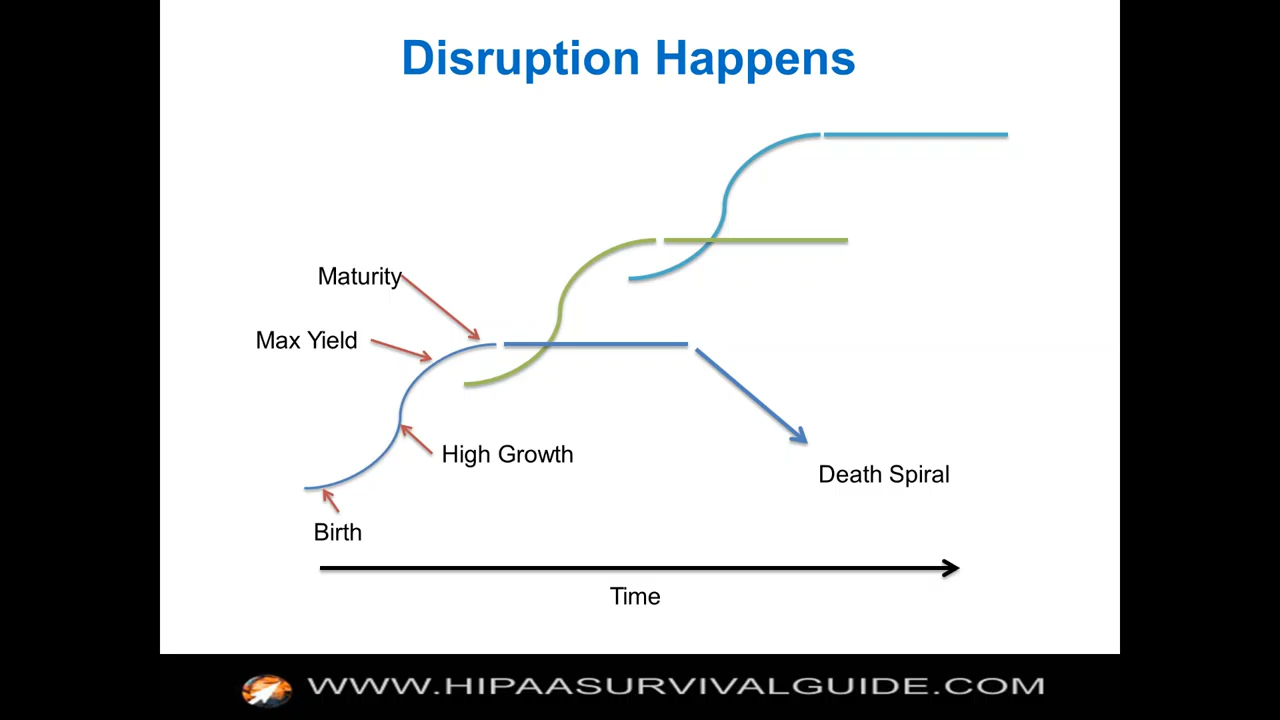 Disruption Happens
Maturity
Max Yield
High Growth
Death Spiral
Birth
Time
WWW.HIPAASURVIVALGUIDE.COM